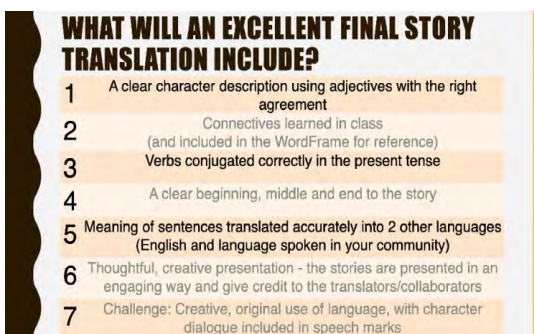 WHAT WILL AN EXCELLENT FINAL STORY
TRANSLATION INCLUDE?
1 A clear character description using adjectives with the right
agreement
2 Connectives learned in class
(and included in the WordFrame for reference)
3 Verbs conjugated correctly in the present tense
4 A clear beginning, middle and end to the story
5 Meaning of sentences translated accurately into 2 other languages
(English and language spoken in your community)
6 Thoughtful, creative presentation - the stories are presented in an
engaging way and give credit to the translators/collaborators
7 Challenge: Creative, original use of language, with character
dialogue included in speech marks